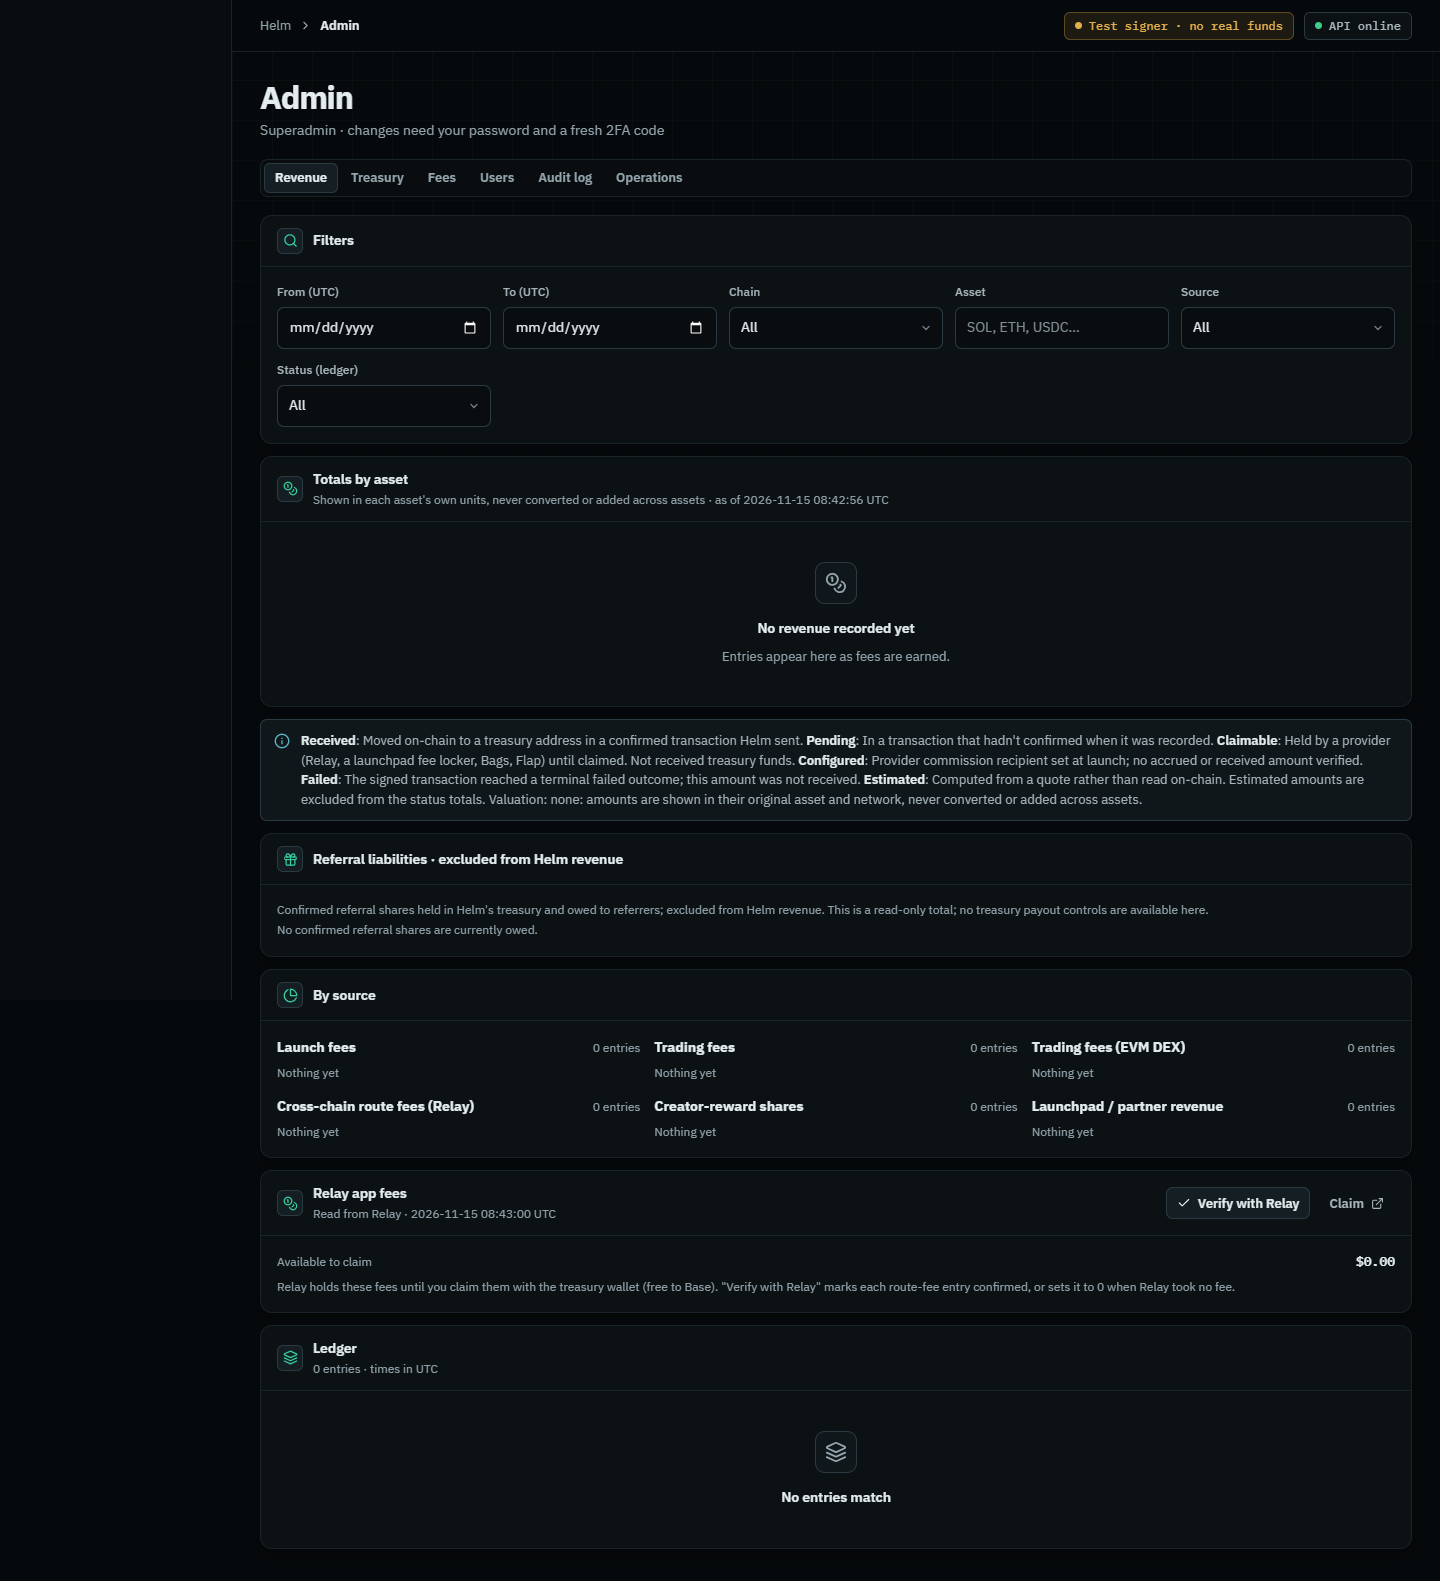 Helm > Admin
Test signer · no real funds
API online
Admin
Superadmin · changes need your password and a fresh 2FA code
Revenue Treasury Fees Users Audit log Operations
Filters
From (UTC) To (UTC) Chain Asset Source
mm/dd/yyyy mm/dd/yyyy All SOL, ETH, USDC... All
Status (ledger)
All
Totals by asset
Shown in each asset's own units, never converted or added across assets · as of 2026-11-15 08:42:56 UTC
No revenue recorded yet
Entries appear here as fees are earned.
Received: Moved on-chain to a treasury address in a confirmed transaction Helm sent. Pending: In a transaction that hadn't confirmed when it was recorded. Claimable: Held by a provider
(Relay, a launchpad fee locker, Bags, Flap) until claimed. Not received treasury funds. Configured: Provider commission recipient set at launch; no accrued or received amount verified.
Failed: The signed transaction reached a terminal failed outcome; this amount was not received. Estimated: Computed from a quote rather than read on-chain. Estimated amounts are
excluded from the status totals. Valuation: none: amounts are shown in their original asset and network, never converted or added across assets.
Referral liabilities · excluded from Helm revenue
Confirmed referral shares held in Helm's treasury and owed to referrers; excluded from Helm revenue. This is a read-only total; no treasury payout controls are available here.
No confirmed referral shares are currently owed.
By source
Launch fees 0 entries Trading fees 0 entries Trading fees (EVM DEX) 0 entries
Nothing yet Nothing yet Nothing yet
Cross-chain route fees (Relay) 0 entries Creator-reward shares 0 entries Launchpad / partner revenue 0 entries
Nothing yet Nothing yet Nothing yet
Relay app fees
Read from Relay · 2026-11-15 08:43:00 UTC
Verify with Relay Claim
Available to claim $0.00
Relay holds these fees until you claim them with the treasury wallet (free to Base). "Verify with Relay" marks each route-fee entry confirmed, or sets it to 0 when Relay took no fee.
Ledger
0 entries · times in UTC
No entries match